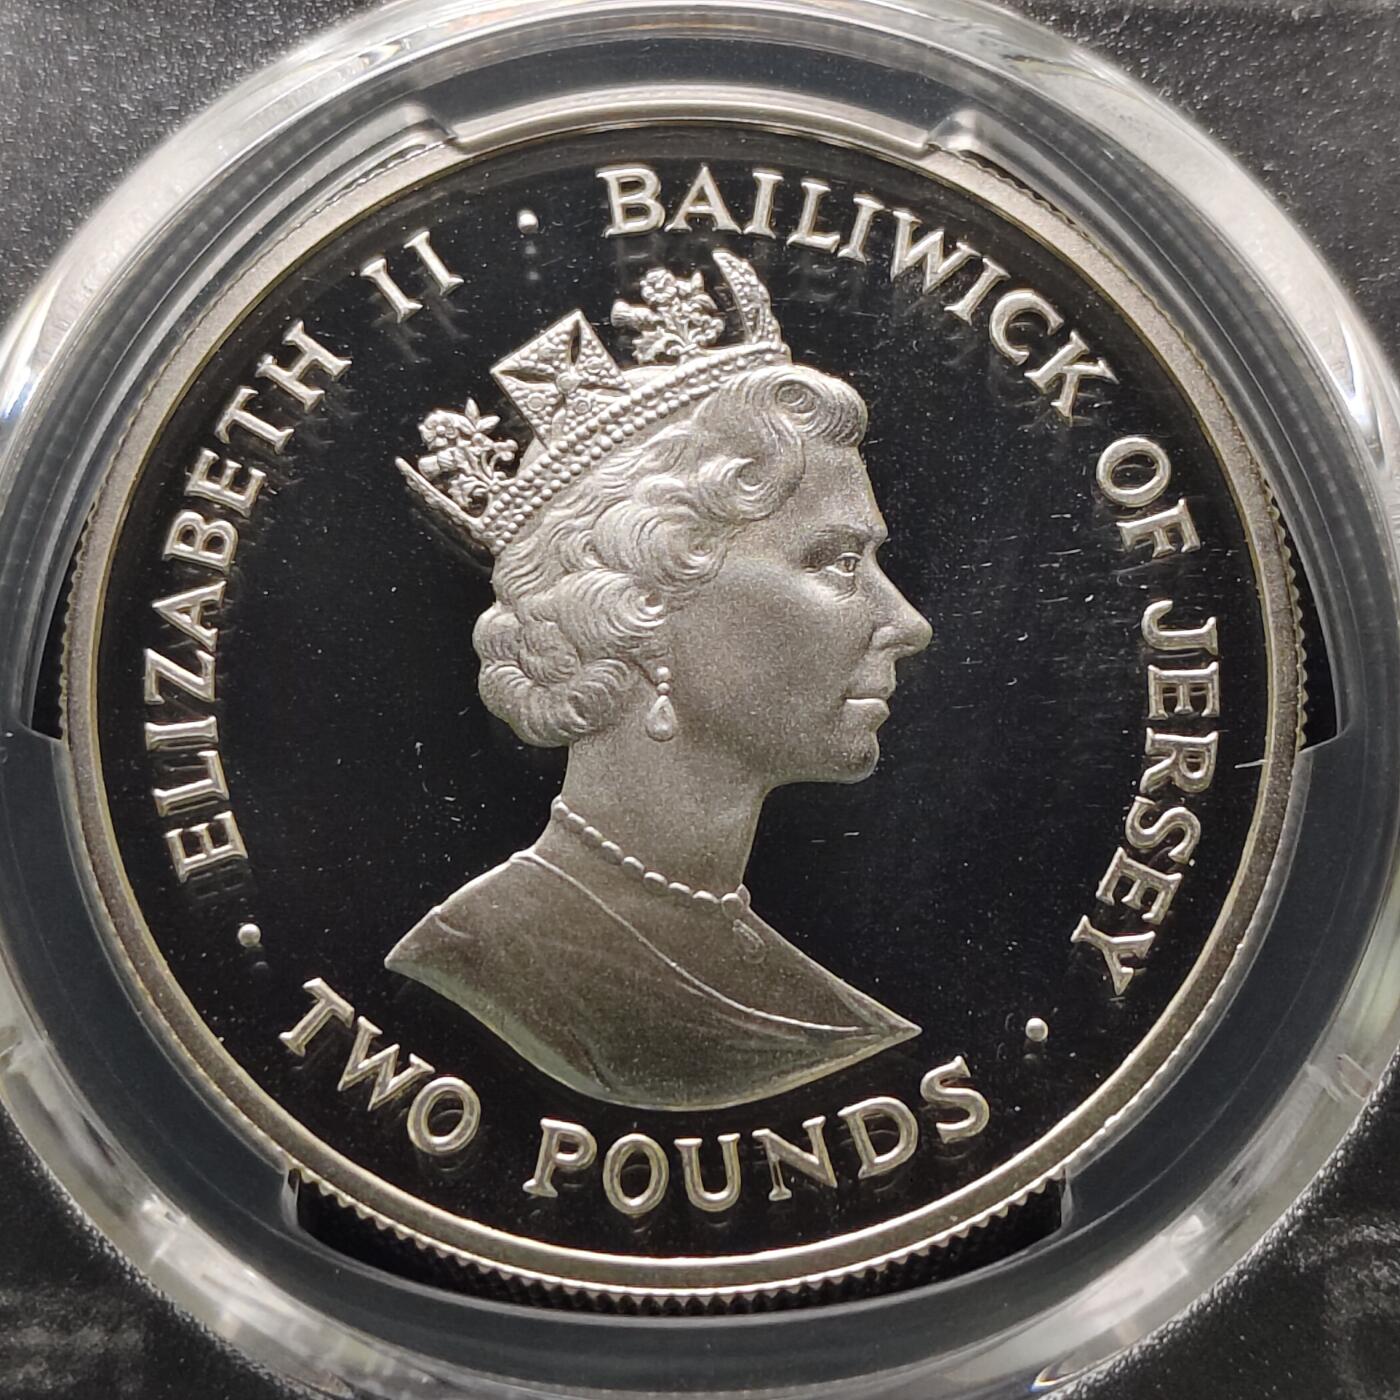 ELIZABETH II · BAILIWICK OF JERSEY
· TWO POUNDS ·